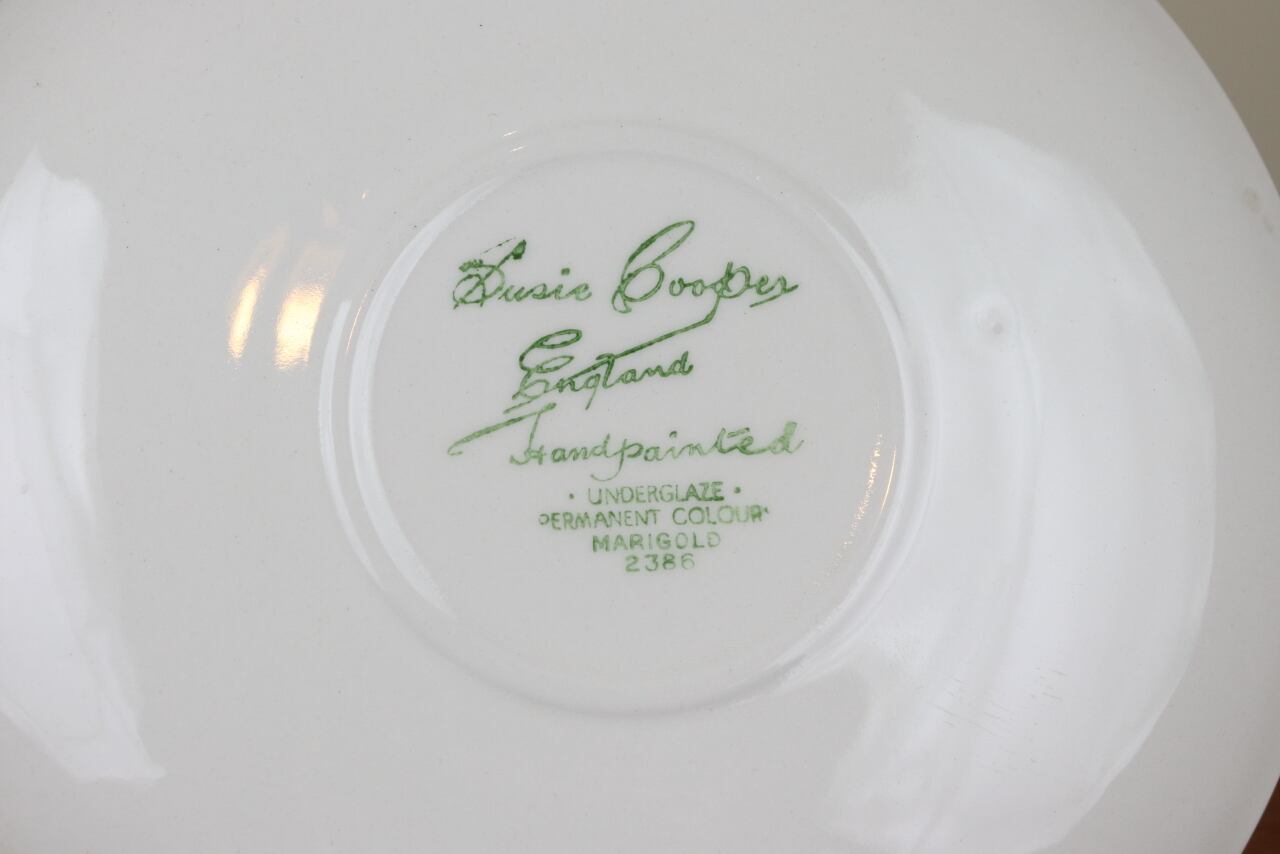 Susie Cooper
England
Handpainted
· UNDERGLAZE ·
PERMANENT COLOUR
MARIGOLD
2386